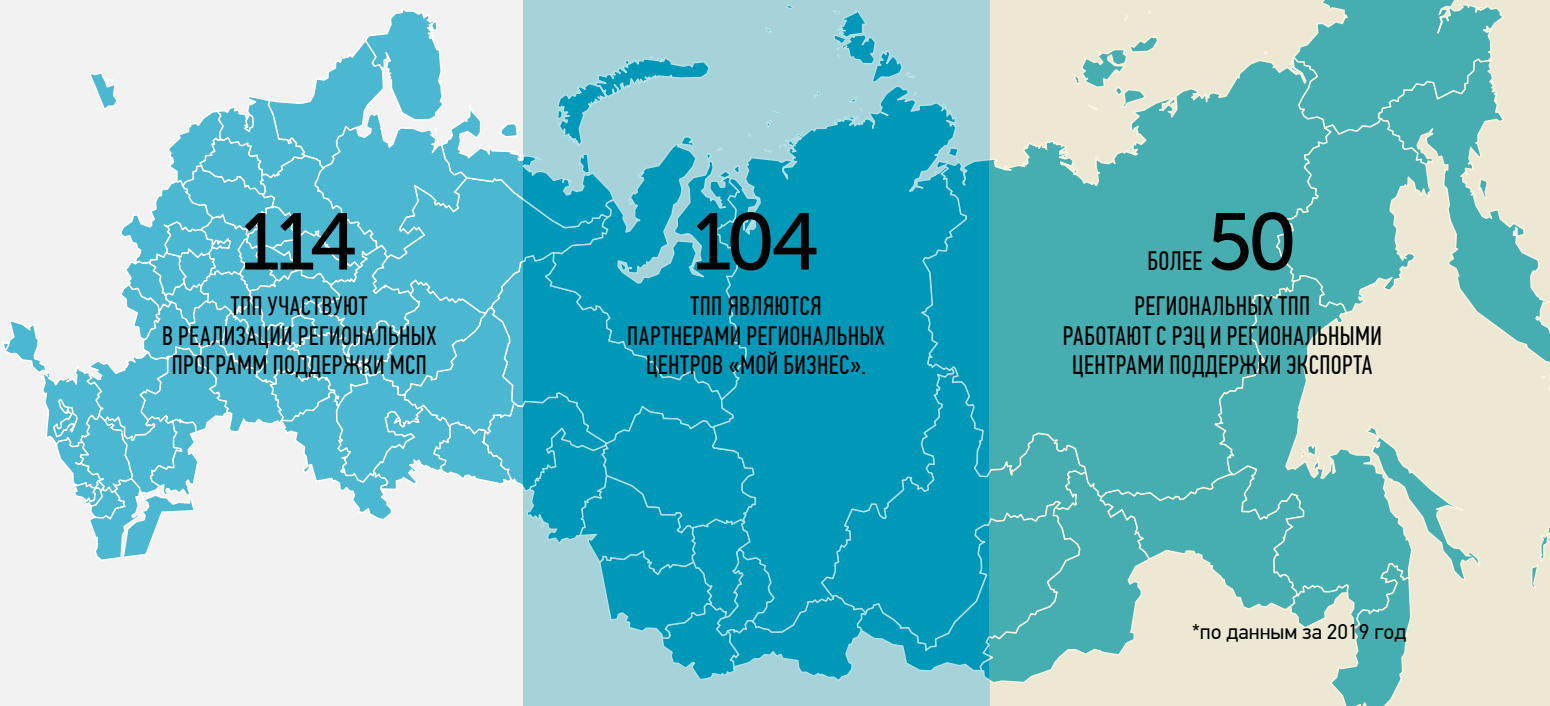 114
ТПП УЧАСТВУЮТ
В РЕАЛИЗАЦИИ РЕГИОНАЛЬНЫХ
ПРОГРАММ ПОДДЕРЖКИ МСП
104
ТПП ЯВЛЯЮТСЯ
ПАРТНЕРАМИ РЕГИОНАЛЬНЫХ
ЦЕНТРОВ «МОЙ БИЗНЕС».
БОЛЕЕ 50
РЕГИОНАЛЬНЫХ ТПП
РАБОТАЮТ С РЭЦ И РЕГИОНАЛЬНЫМИ
ЦЕНТРАМИ ПОДДЕРЖКИ ЭКСПОРТА
*по данным за 2019 год